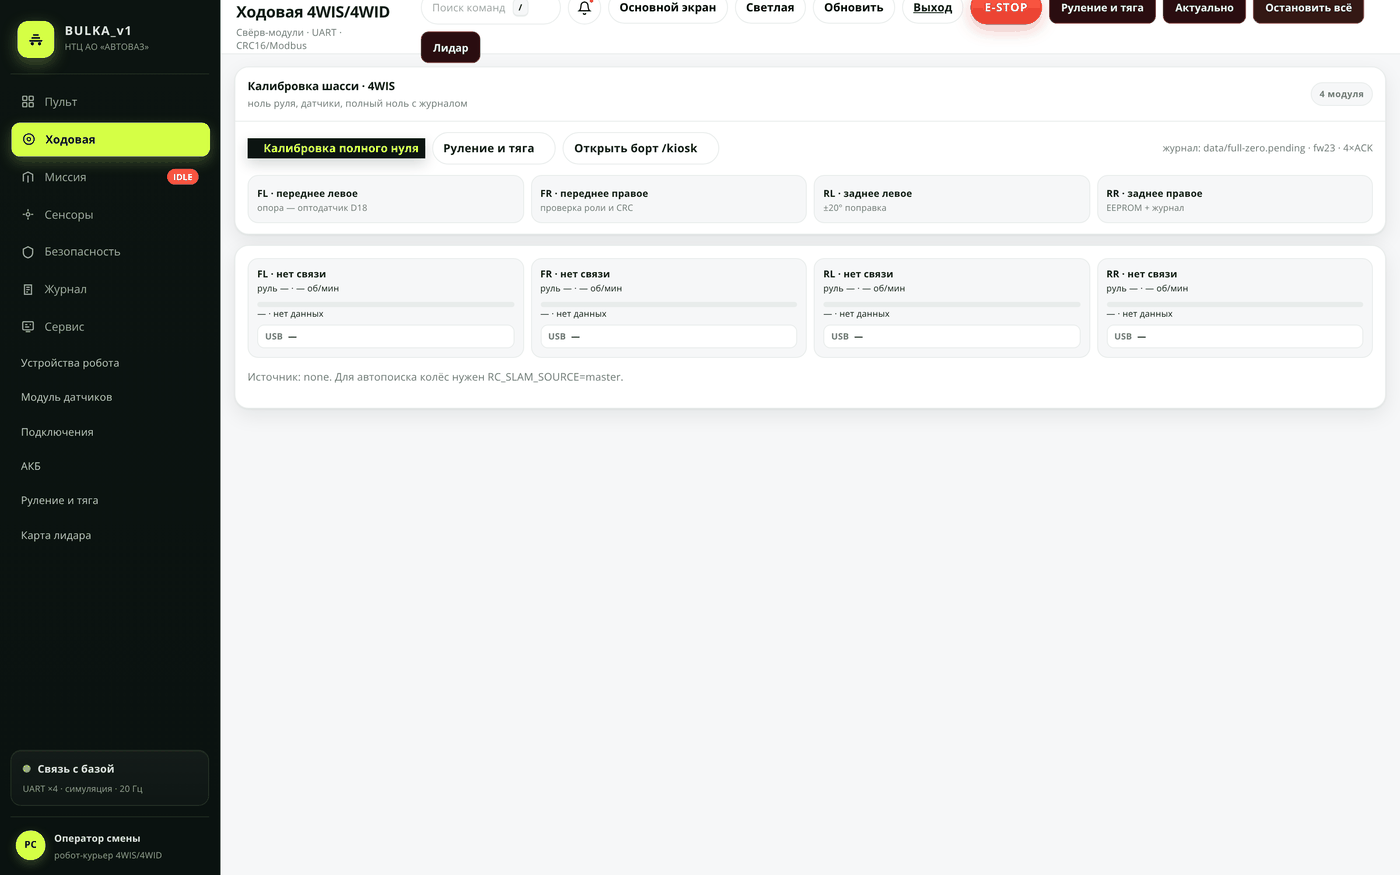 BULKA_v1
НТЦ АО «АВТОВАЗ»
Пульт
Ходовая
Миссия
IDLE
Сенсоры
Безопасность
Журнал
Сервис
Устройства робота
Модуль датчиков
Подключения
АКБ
Руление и тяга
Карта лидара
Связь с базой
UART ×4 · симуляция · 20 Гц
PC
Оператор смены
робот-курьер 4WIS/4WID
Ходовая 4WIS/4WID
Свёрв-модули · UART ·
CRC16/Modbus
Поиск команд /
Основной экран
Светлая
Обновить
Выход
E-STOP
Руление и тяга
Актуально
Остановить всё
Лидар
Калибровка шасси · 4WIS
ноль руля, датчики, полный ноль с журналом
4 модуля
Калибровка полного нуля
Руление и тяга
Открыть борт /kiosk
журнал: data/full-zero.pending · fw23 · 4×ACK
FL · переднее левое
опора — оптодатчик D18
FR · переднее правое
проверка роли и CRC
RL · заднее левое
±20° поправка
RR · заднее правое
EEPROM + журнал
FL · нет связи
руль — · — об/мин
— · нет данных
USB —
FR · нет связи
руль — · — об/мин
— · нет данных
USB —
RL · нет связи
руль — · — об/мин
— · нет данных
USB —
RR · нет связи
руль — · — об/мин
— · нет данных
USB —
Источник: none. Для автопоиска колёс нужен RC_SLAM_SOURCE=master.